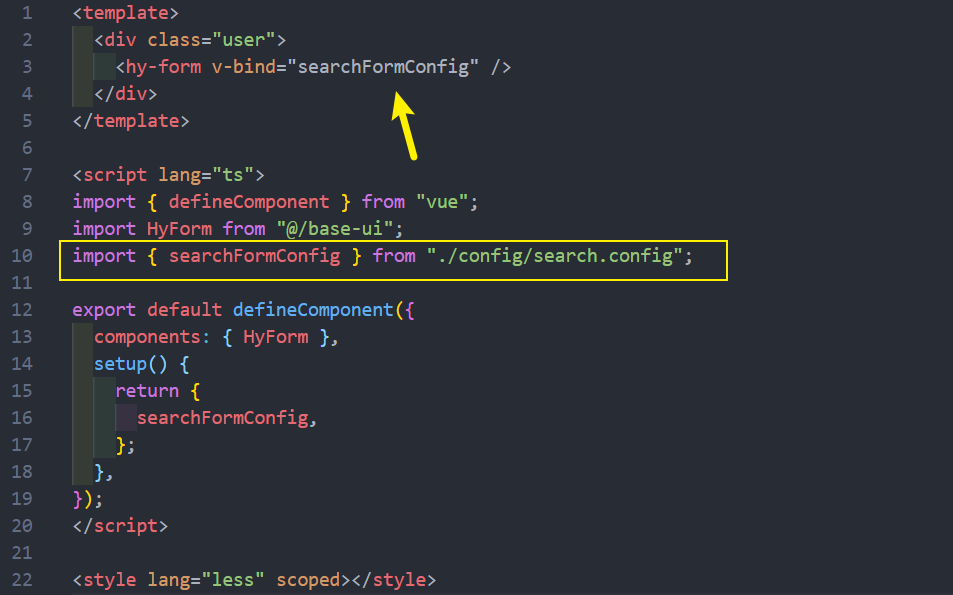 1 <template>
2 <div class="user">
3 <hy-form v-bind="searchFormConfig" />
4 </div>
5 </template>
6
7 <script lang="ts">
8 import { defineComponent } from "vue";
9 import HyForm from "@/base-ui";
10 import { searchFormConfig } from "./config/search.config";
11
12 export default defineComponent({
13 components: { HyForm },
14 setup() {
15 return {
16 searchFormConfig,
17 };
18 },
19 });
20 </script>
21
22 <style lang="less" scoped></style>